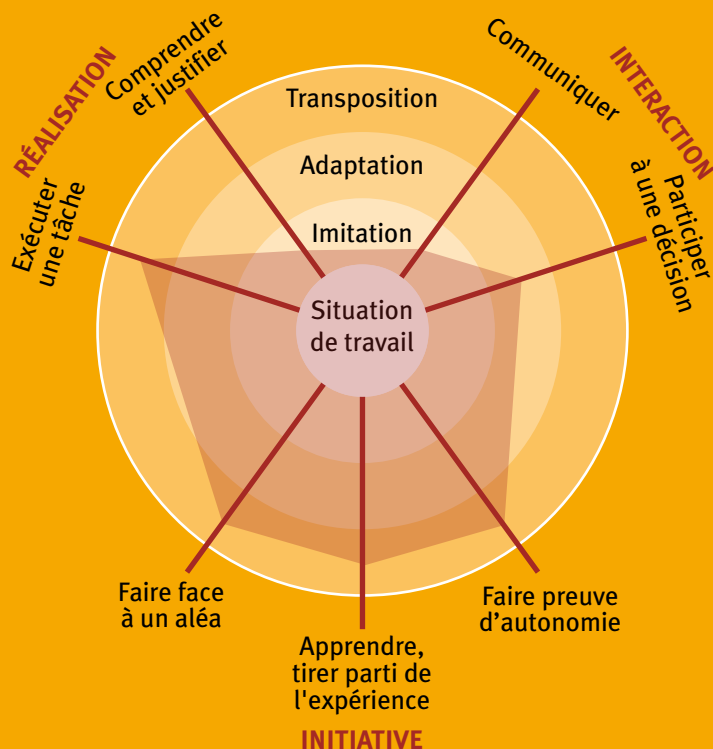 RÉALISATION
Comprendre
et justifier
Exécuter
une tâche
Transposition
Adaptation
Imitation
Situation
de travail
Communiquer
INTERACTION
Participer
à une décision
Faire face
à un aléa
Apprendre,
tirer parti de
l'expérience
Faire preuve
d’autonomie
INITIATIVE